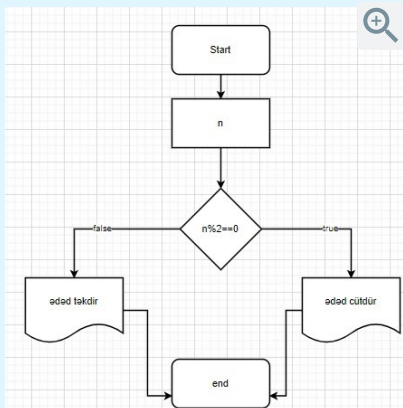 Start
n
n%2==0
false
true
ədəd təkdir
ədəd cütdür
end